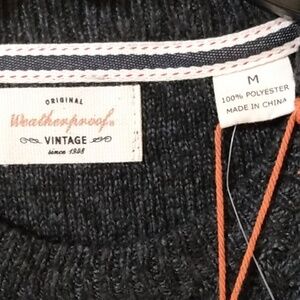 ORIGINAL
Weatherproof®
VINTAGE
since 1948
M
100% POLYESTER
MADE IN CHINA